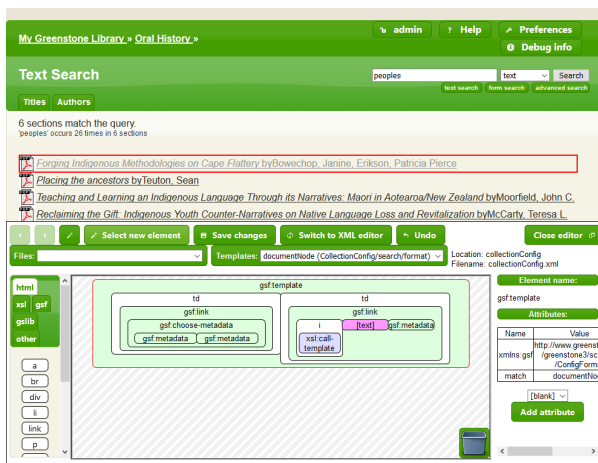 My Greenstone Library » Oral History »
admin
? Help
Preferences
Debug info
Text Search
peoples
text
Search
text search
form search
advanced search
Titles
Authors
6 sections match the query.
'peoples' occurs 26 times in 6 sections
Forging Indigenous Methodologies on Cape Flattery byBowechop, Janine, Erikson, Patricia Pierce
Placing the ancestors byTeuton, Sean
Teaching and Learning an Indigenous Language Through its Narratives: Maori in Aotearoa/New Zealand byMoorfield, John C.
Reclaiming the Gift: Indigenous Youth Counter-Narratives on Native Language Loss and Revitalization byMcCarty, Teresa L.
Select new element
Save changes
Switch to XML editor
Undo
Close editor
Files:
Templates:
documentNode (CollectionConfig/search/format)
Location: collectionConfig
Filename: collectionConfig.xml
html
xsl
gsf
gslib
other
a
br
div
li
link
p
gsf:template
td
td
gsf:link
gsf:link
gsf:choose-metadata
i
[text]
gsf:metadata
gsf:metadata
gsf:metadata
xsl:call-
template
Element name:
gsf:template
Attributes:
Name
Value
xmlns:gsf
http://www.greenst
/greenstone3/sc
/ConfigForm
match
documentNo
[blank]
Add attribute